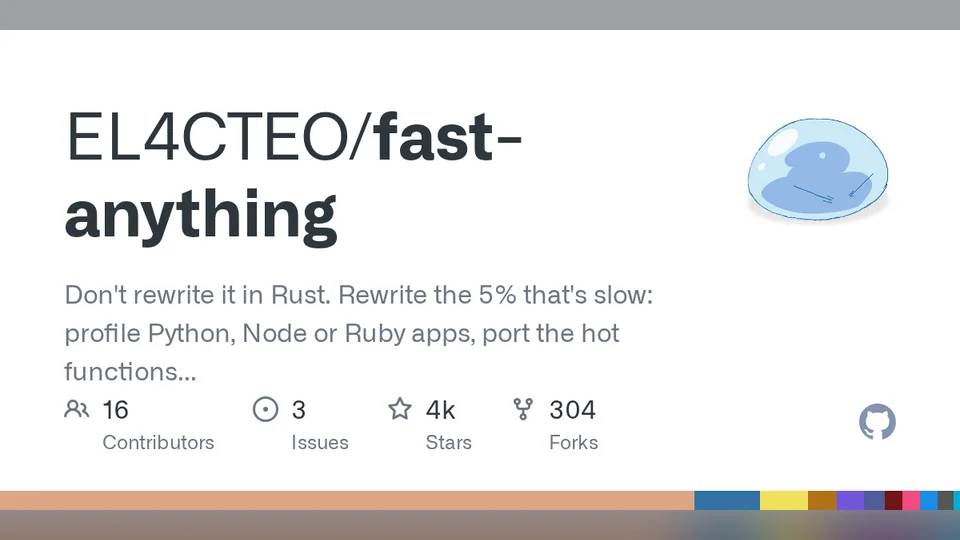 EL4CTEO/fast-
anything
Don't rewrite it in Rust. Rewrite the 5% that's slow:
profile Python, Node or Ruby apps, port the hot
functions...
16 3 4k 304
Contributors Issues Stars Forks